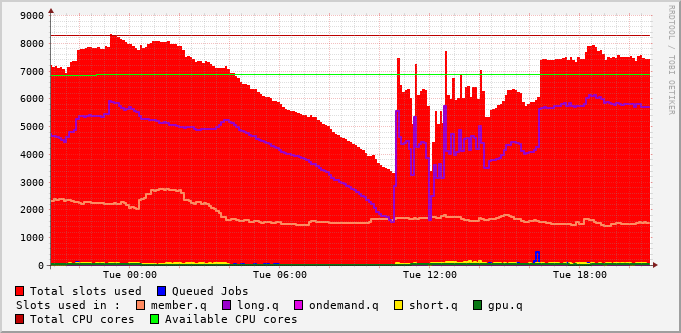 9000
8000
7000
6000
5000
4000
3000
2000
1000
0
Tue 00:00 Tue 06:00 Tue 12:00 Tue 18:00
RRDTOOL / TOBI OETIKER
Total slots used Queued Jobs
Slots used in : member.q long.q ondemand.q short.q gpu.q
Total CPU cores Available CPU cores